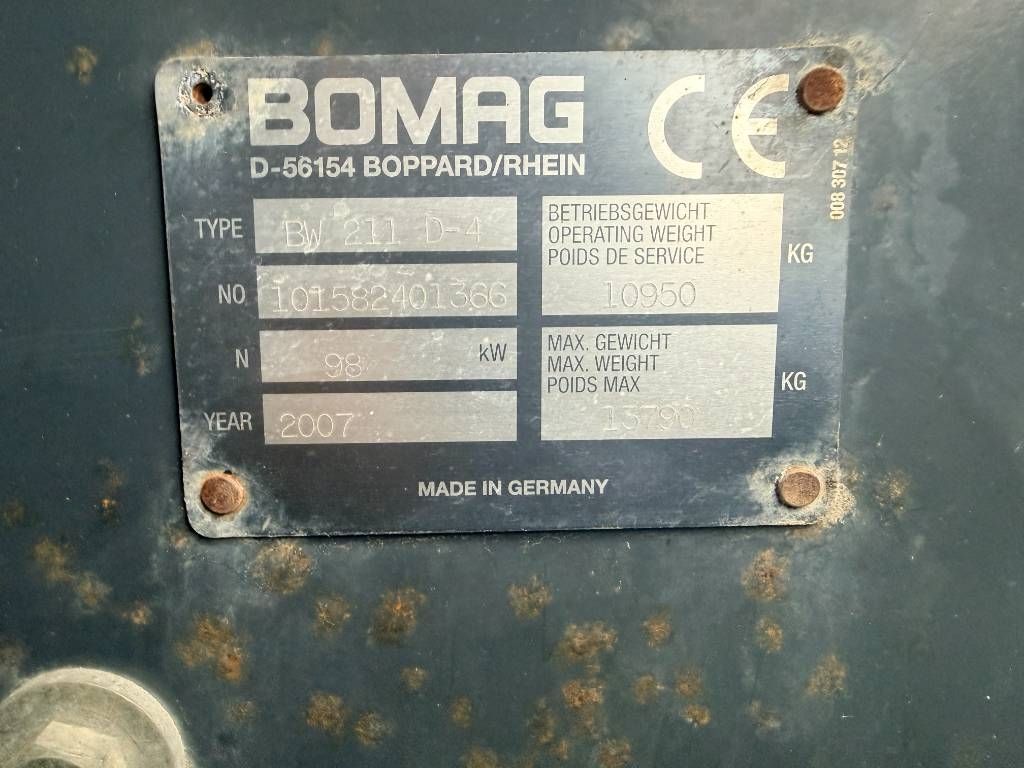 BOMAG CE
D-56154 BOPPARD/RHEIN
008 307 12
TYPE BW 211 D-4
NO 101582401366
N 98 kW
YEAR 2007
BETRIEBSGEWICHT
OPERATING WEIGHT
POIDS DE SERVICE
KG
10950
MAX. GEWICHT
MAX. WEIGHT
POIDS MAX
KG
13790
MADE IN GERMANY